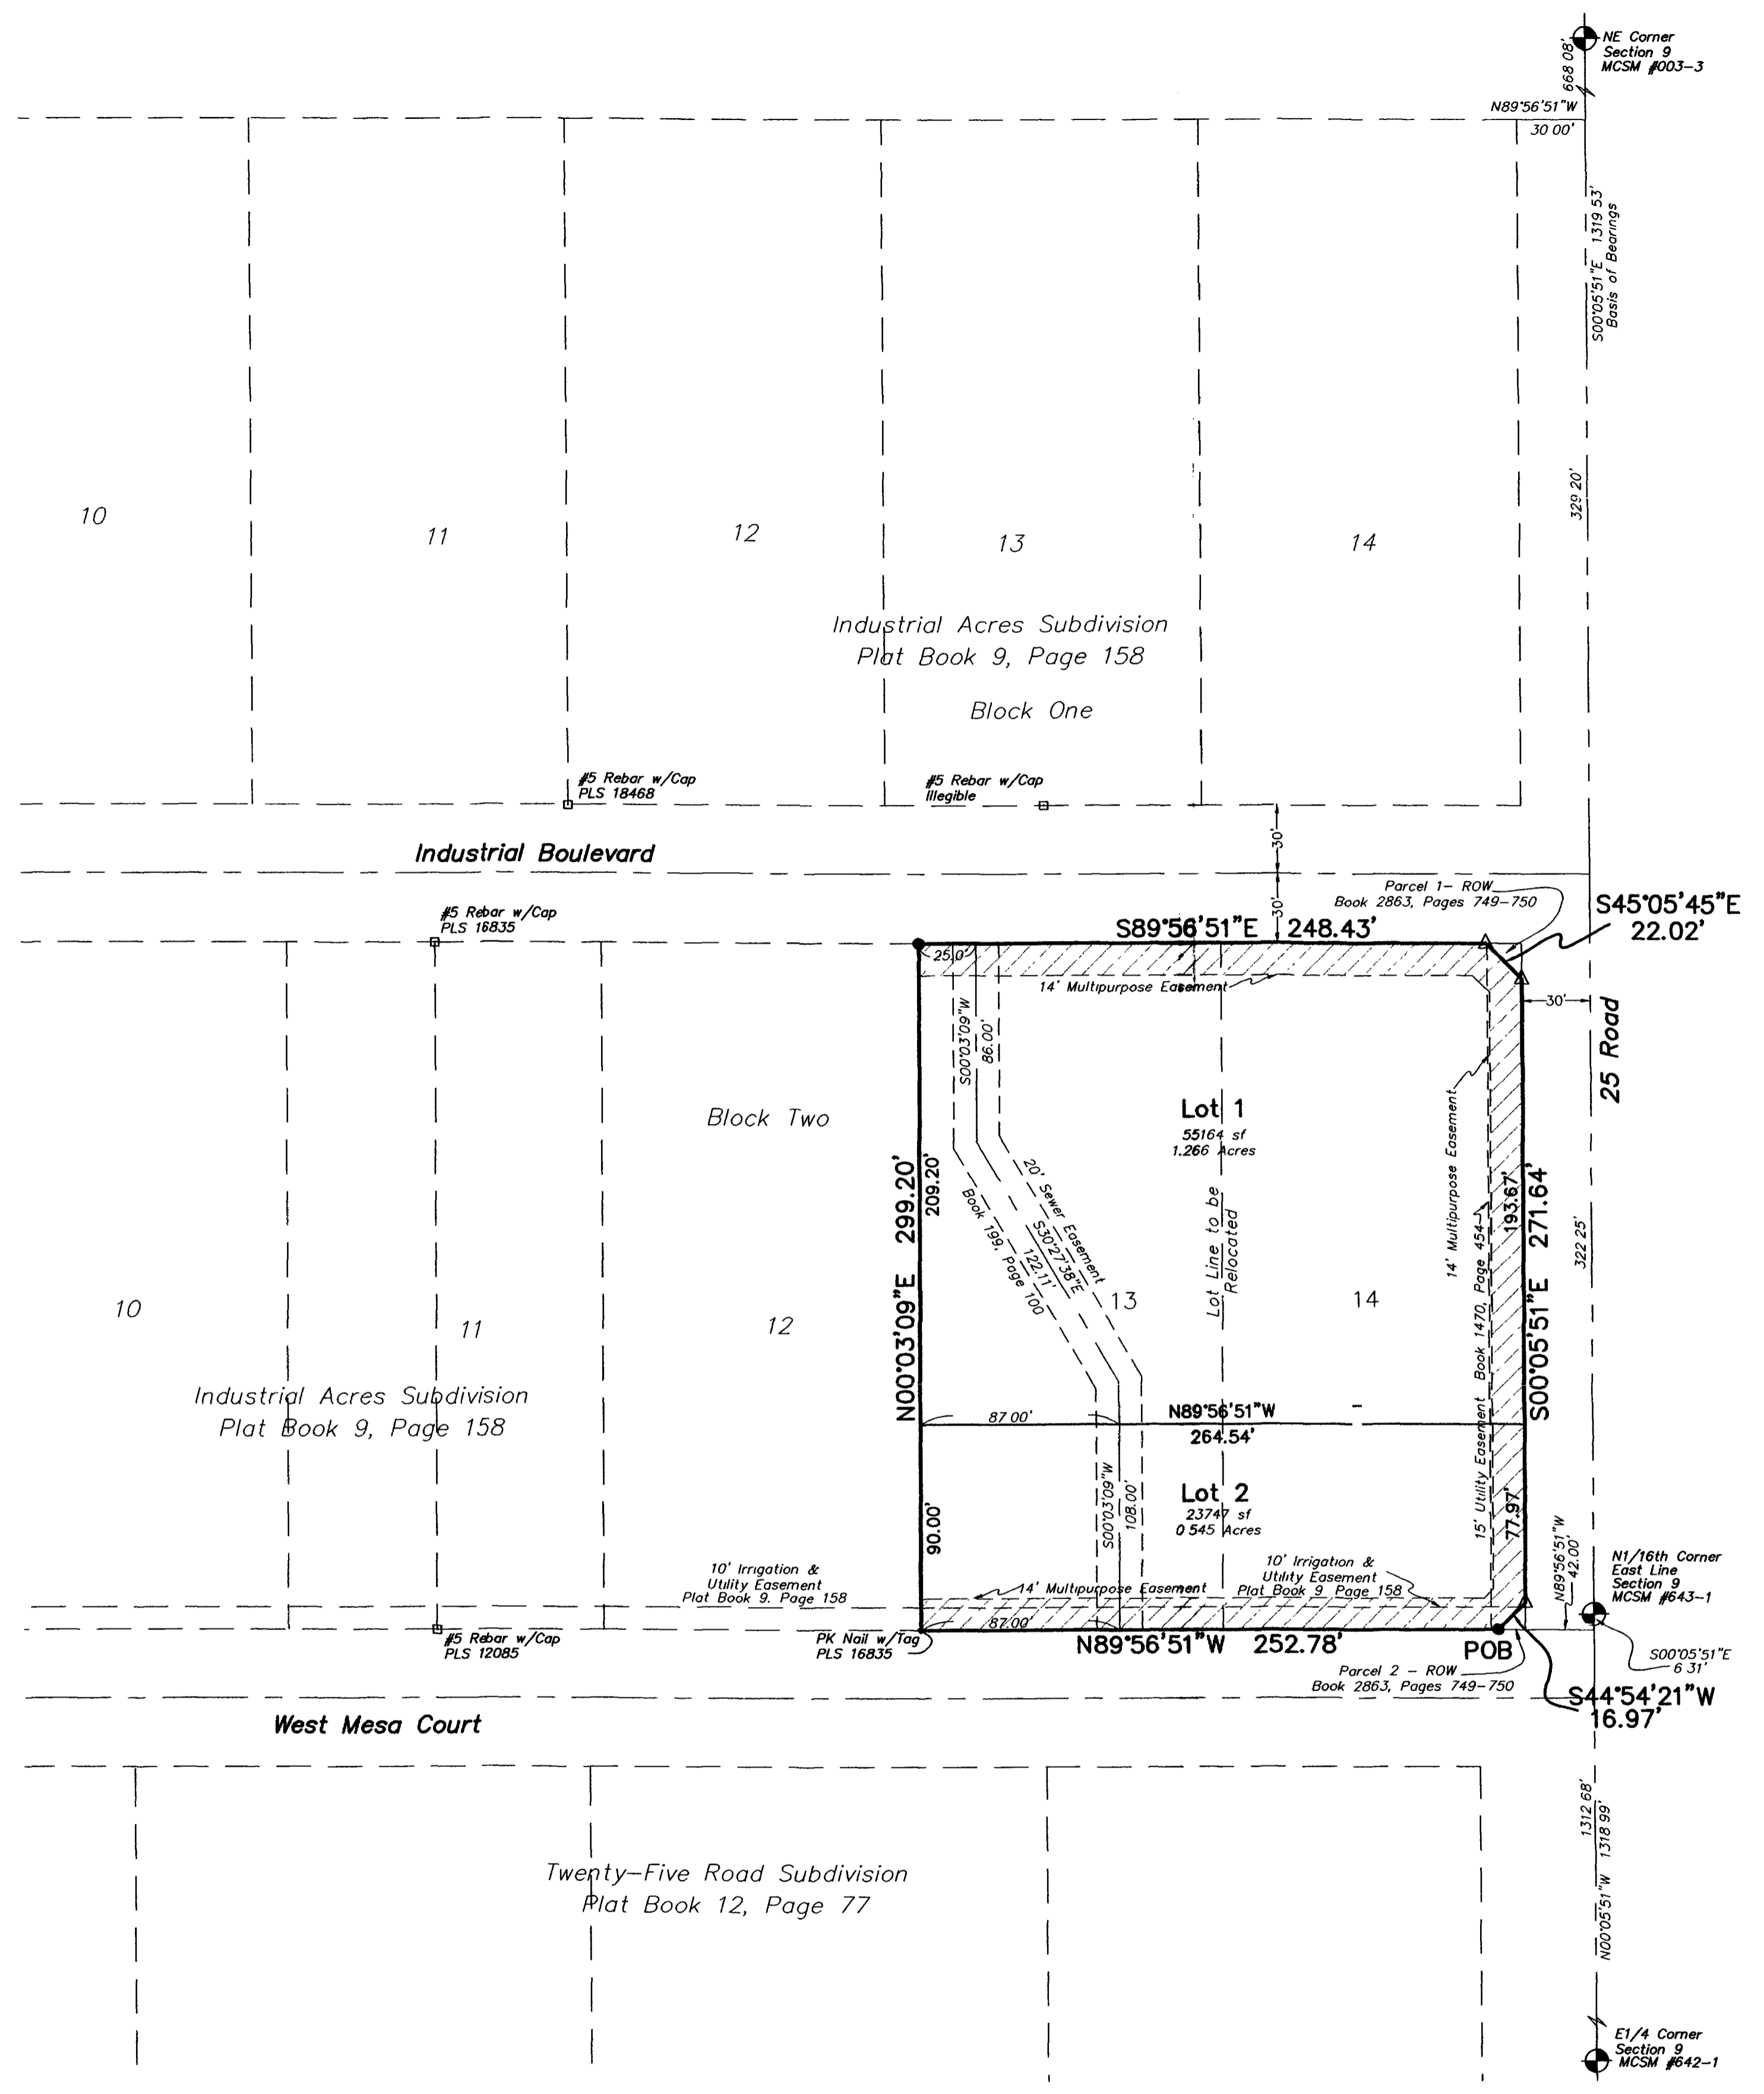 NE Corner
Section 9
MCSM #003-3
668 08'
N89°56'51"W
30 00'
S00°05'51"E 1319 53'
Basis of Bearings
329 20'
10
11
12
13
14
Industrial Acres Subdivision
Plat Book 9, Page 158
Block One
#5 Rebar w/Cap
PLS 18468
#5 Rebar w/Cap
Illegible
30'
Industrial Boulevard
30'
Parcel 1- ROW
Book 2863, Pages 749-750
S45°05'45"E
22.02'
#5 Rebar w/Cap
PLS 16835
S89°56'51"E 248.43'
25.0'
14' Multipurpose Easement
30'
25 Road
S00°03'09"W
86.00'
Block Two
Lot 1
55164 sf
1.266 Acres
14' Multipurpose Easement
N00°03'09"E 299.20'
209.20'
20' Sewer Easement
S30°27'38"E
122.11'
Book 199, Page 100
Lot Line to be
Relocated
193.67'
S00°05'51"E 271.64'
322 25'
15' Utility Easement Book 1470, Page 454
10
11
12
13
14
Industrial Acres Subdivision
Plat Book 9, Page 158
87 00'
N89°56'51"W
264.54'
90.00'
S00°03'09"W
108.00'
Lot 2
23747 sf
0 545 Acres
77.97'
N89°56'51"W
42.00'
N1/16th Corner
East Line
Section 9
MCSM #643-1
10' Irrigation &
Utility Easement
Plat Book 9. Page 158
14' Multipurpose Easement
10' Irrigation &
Utility Easement
Plat Book 9 Page 158
87.00'
#5 Rebar w/Cap
PLS 12085
PK Nail w/Tag
PLS 16835
N89°56'51"W 252.78'
POB
S00°05'51"E
6 31'
Parcel 2 - ROW
Book 2863, Pages 749-750
S44°54'21"W
16.97'
West Mesa Court
1312 68'
N00°05'51"W 1318 99'
Twenty-Five Road Subdivision
Plat Book 12, Page 77
E1/4 Corner
Section 9
MCSM #642-1